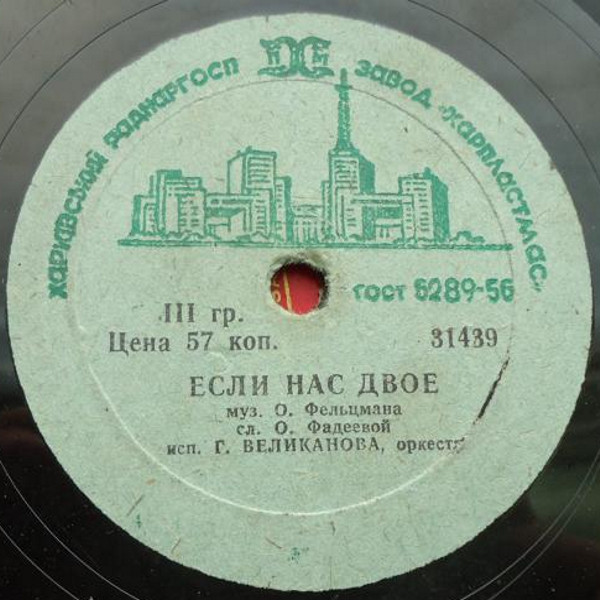 ХАРКІВСЬКИЙ РАДНАРГОСП ЗАВОД „ХАРПЛАСТМАС"
ГОСТ 5289-56
III гр.
Цена 57 коп. 31439
ЕСЛИ НАС ДВОЕ
муз. О. Фельцмана
сл. О. Фадеевой
исп. Г. ВЕЛИКАНОВА, оркестр